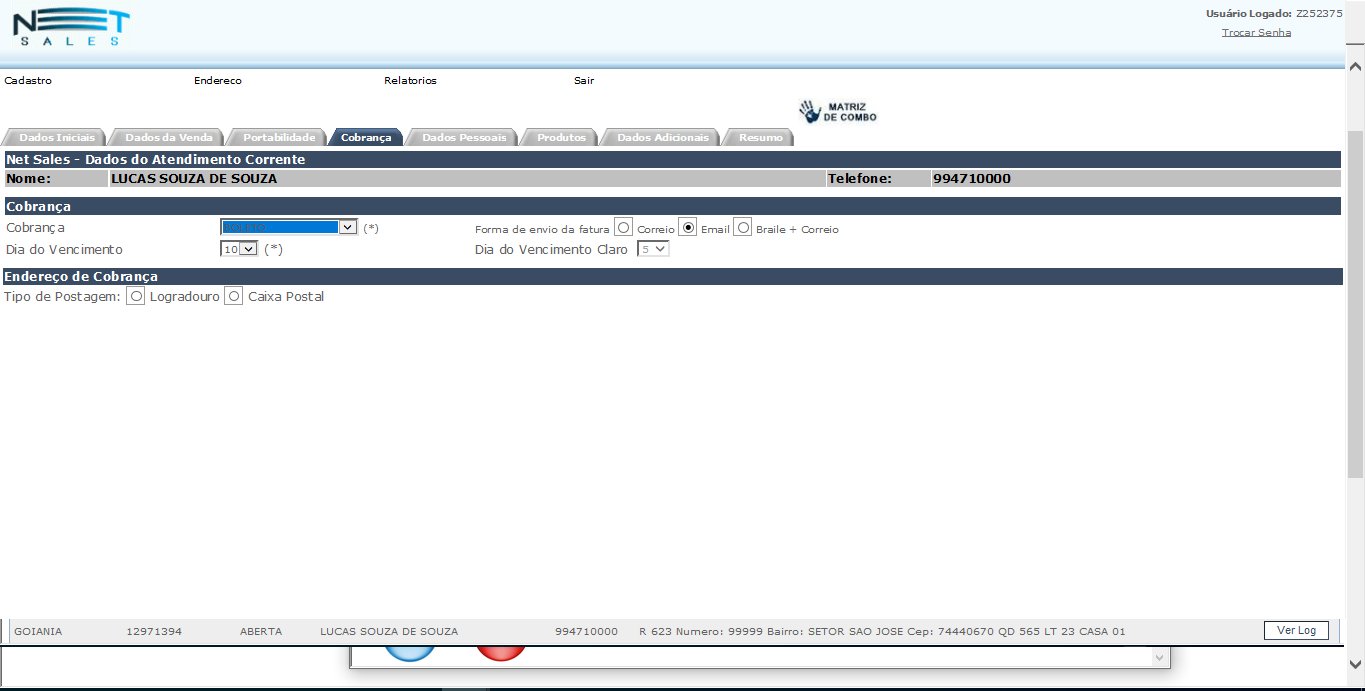 NET
SALES
Usuário Logado: Z252375
Trocar Senha
Cadastro Endereco Relatorios Sair
MATRIZ
DE COMBO
Dados Iniciais Dados da Venda Portabilidade Cobrança Dados Pessoais Produtos Dados Adicionais Resumo
Net Sales - Dados do Atendimento Corrente
Nome: LUCAS SOUZA DE SOUZA Telefone: 994710000
Cobrança
Cobrança BOLETO (*) Forma de envio da fatura Correio Email Braile + Correio
Dia do Vencimento 10 (*) Dia do Vencimento Claro 5
Endereço de Cobrança
Tipo de Postagem: Logradouro Caixa Postal
GOIANIA 12971394 ABERTA LUCAS SOUZA DE SOUZA 994710000 R 623 Numero: 99999 Bairro: SETOR SAO JOSE Cep: 74440670 QD 565 LT 23 CASA 01 Ver Log